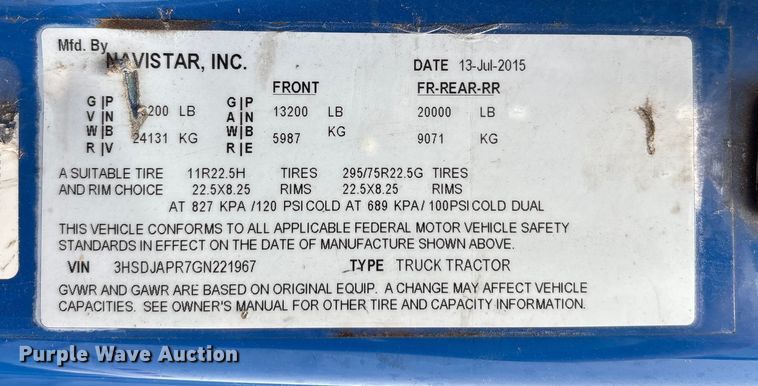 Mfd. By NAVISTAR, INC. DATE 13-Jul-2015
FRONT FR-REAR-RR
G|P 200 LB G|P 13200 LB 20000 LB
V|N A|N
W|B 24131 KG W|B 5987 KG 9071 KG
R|V R|E
A SUITABLE TIRE 11R22.5H TIRES 295/75R22.5G TIRES
AND RIM CHOICE 22.5X8.25 RIMS 22.5X8.25 RIMS
AT 827 KPA /120 PSICOLD AT 689 KPA / 100PSICOLD DUAL
THIS VEHICLE CONFORMS TO ALL APPLICABLE FEDERAL MOTOR VEHICLE SAFETY
STANDARDS IN EFFECT ON THE DATE OF MANUFACTURE SHOWN ABOVE.
VIN 3HSDJAPR7GN221967 TYPE TRUCK TRACTOR
GVWR AND GAWR ARE BASED ON ORIGINAL EQUIP. A CHANGE MAY AFFECT VEHICLE
CAPACITIES. SEE OWNER'S MANUAL FOR OTHER TIRE AND CAPACITY INFORMATION.
Purple Wave Auction